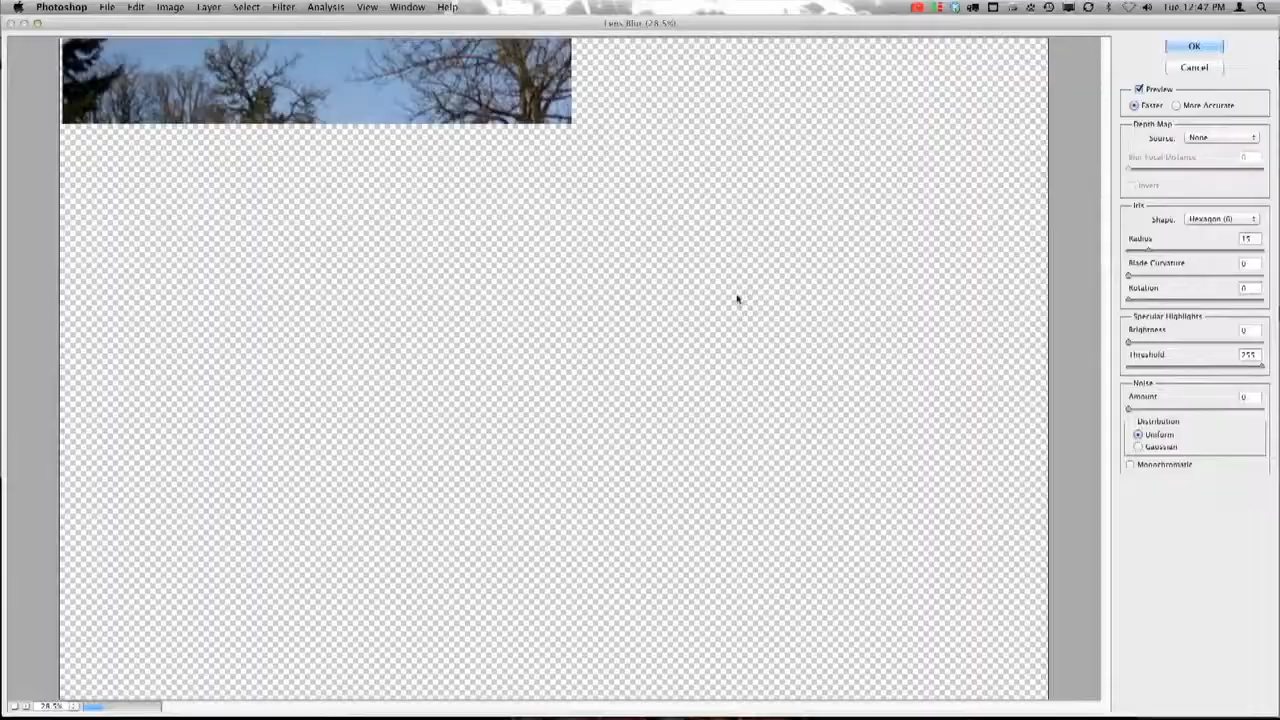 Photoshop File Edit Image Layer Select Filter Analysis View Window Help Tue 12:47 PM
Lens Blur (28.5%)
OK
Cancel
Preview
Faster More Accurate
Depth Map
Source: None
Blur Focal Distance 0
Invert
Iris
Shape: Hexagon (6)
Radius 15
Blade Curvature 0
Rotation 0
Specular Highlights
Brightness 0
Threshold 255
Noise
Amount 0
Distribution
Uniform
Gaussian
Monochromatic
28.5%